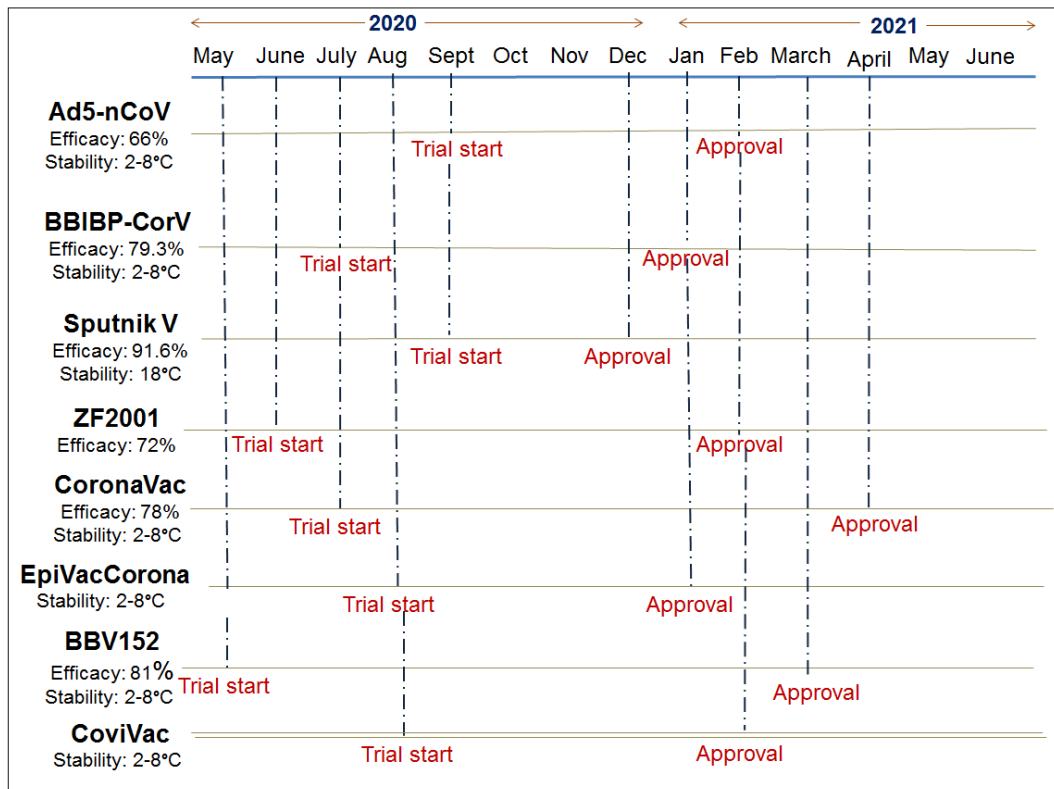 2020
2021
May June July Aug Sept Oct Nov Dec Jan Feb March April May June
Ad5-nCoV
Efficacy: 66%
Stability: 2-8°C
Trial start
Approval
BBIBP-CorV
Efficacy: 79.3%
Stability: 2-8°C
Trial start
Approval
Sputnik V
Efficacy: 91.6%
Stability: 18°C
Trial start
Approval
ZF2001
Efficacy: 72%
Trial start
Approval
CoronaVac
Efficacy: 78%
Stability: 2-8°C
Trial start
Approval
EpiVacCorona
Stability: 2-8°C
Trial start
Approval
BBV152
Efficacy: 81%
Stability: 2-8°C
Trial start
Approval
CoviVac
Stability: 2-8°C
Trial start
Approval